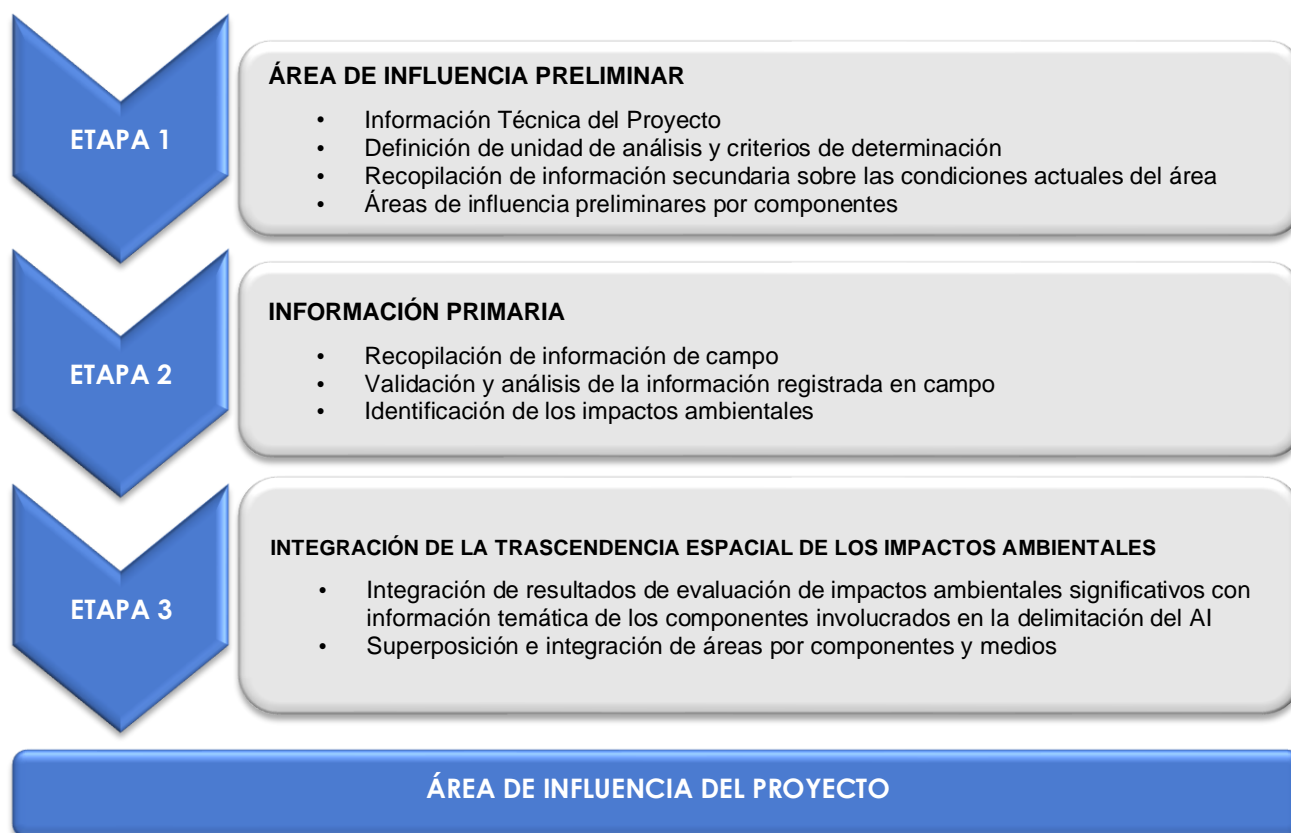 ETAPA 1
ÁREA DE INFLUENCIA PRELIMINAR
• Información Técnica del Proyecto
• Definición de unidad de análisis y criterios de determinación
• Recopilación de información secundaria sobre las condiciones actuales del área
• Áreas de influencia preliminares por componentes
ETAPA 2
INFORMACIÓN PRIMARIA
• Recopilación de información de campo
• Validación y análisis de la información registrada en campo
• Identificación de los impactos ambientales
ETAPA 3
INTEGRACIÓN DE LA TRASCENDENCIA ESPACIAL DE LOS IMPACTOS AMBIENTALES
• Integración de resultados de evaluación de impactos ambientales significativos con
información temática de los componentes involucrados en la delimitación del AI
• Superposición e integración de áreas por componentes y medios
ÁREA DE INFLUENCIA DEL PROYECTO